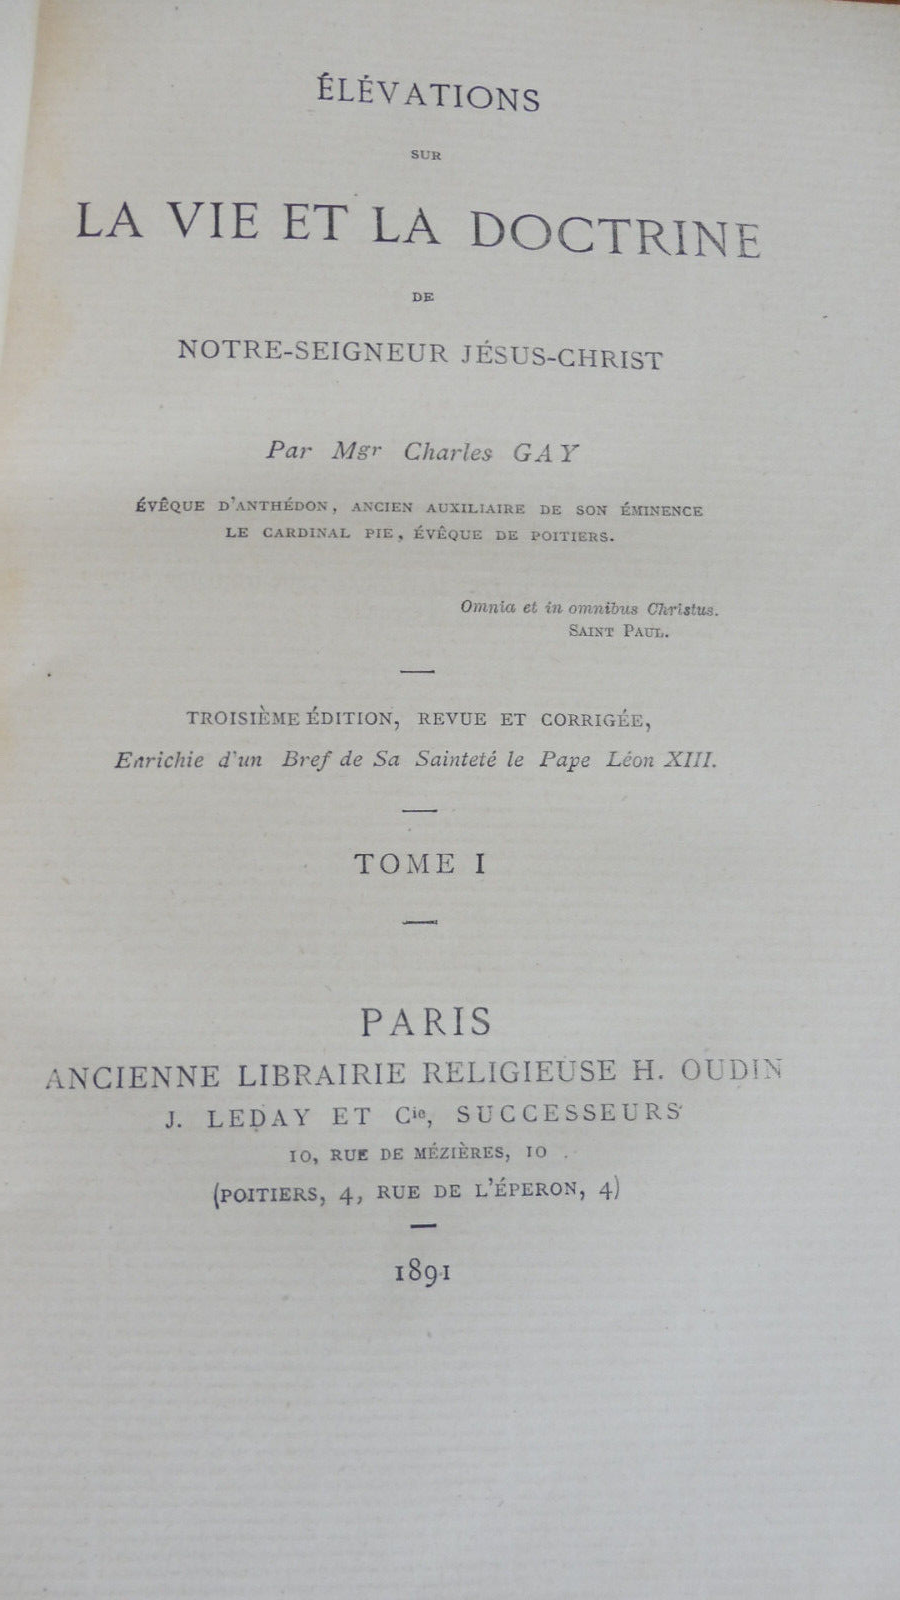 ÉLÉVATIONS
SUR
LA VIE ET LA DOCTRINE
DE
NOTRE-SEIGNEUR JÉSUS-CHRIST
Par Mgr Charles GAY
ÉVÊQUE D'ANTHÉDON, ANCIEN AUXILIAIRE DE SON ÉMINENCE
LE CARDINAL PIE, ÉVÊQUE DE POITIERS.
Omnia et in omnibus Christus.
SAINT PAUL.
TROISIÈME ÉDITION, REVUE ET CORRIGÉE,
Enrichie d'un Bref de Sa Sainteté le Pape Léon XIII.
TOME I
PARIS
ANCIENNE LIBRAIRIE RELIGIEUSE H. OUDIN
J. LEDAY ET Cie, SUCCESSEURS
10, RUE DE MÉZIÈRES, 10
(POITIERS, 4, RUE DE L'ÉPERON, 4)
1891